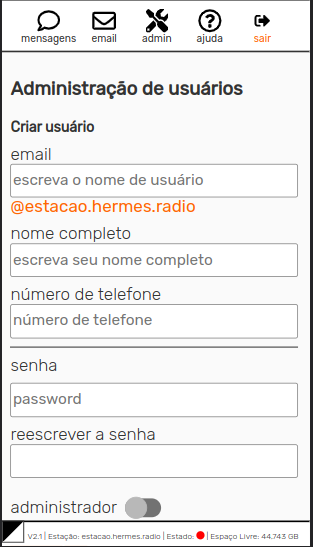 mensagens email admin ajuda sair
Administração de usuários
Criar usuário
email
escreva o nome de usuário
@estacao.hermes.radio
nome completo
escreva seu nome completo
número de telefone
número de telefone
senha
password
reescrever a senha
administrador
V2.1 | Estação: estacao.hermes.radio | Estado: | Espaço Livre: 44.743 GB